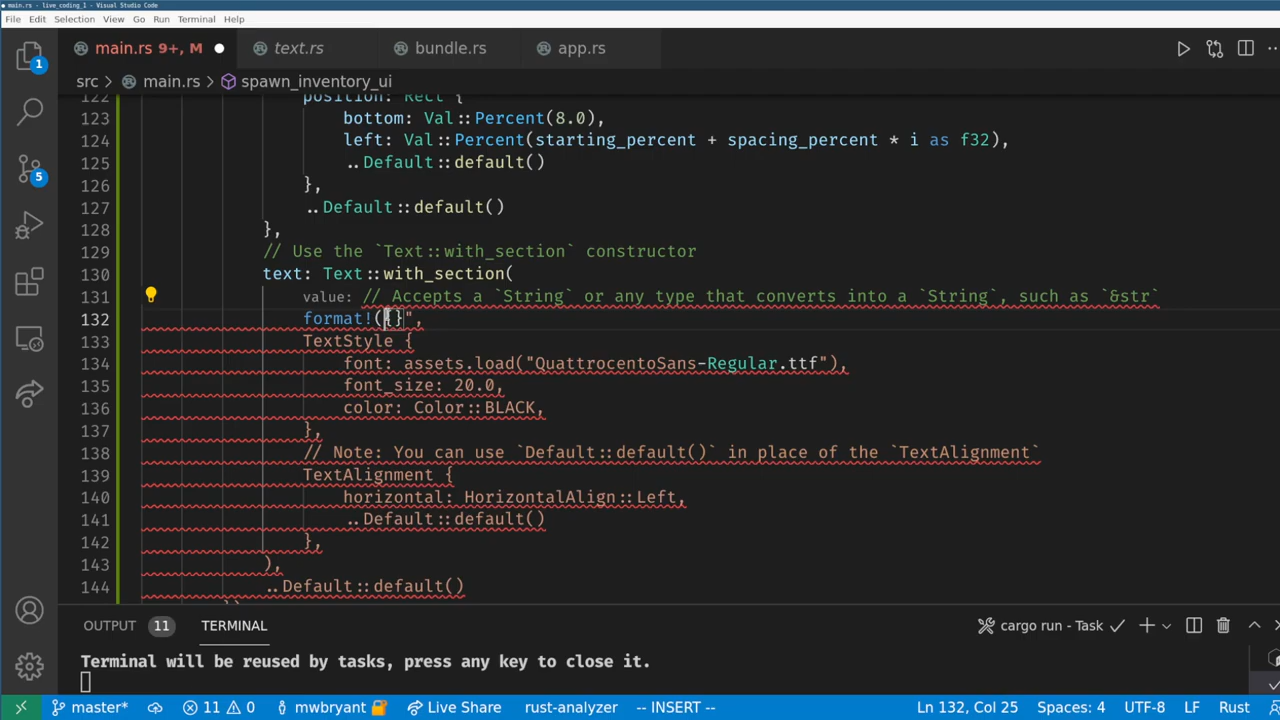 main.rs - live_coding_1 - Visual Studio Code
File Edit Selection View Go Run Terminal Help
main.rs 9+, M text.rs bundle.rs app.rs
src > main.rs > spawn_inventory_ui
122 position: Rect {
123 bottom: Val::Percent(8.0),
124 left: Val::Percent(starting_percent + spacing_percent * i as f32),
125 ..Default::default()
126 },
127 ..Default::default()
128 },
129 // Use the `Text::with_section` constructor
130 text: Text::with_section(
131 value: // Accepts a `String` or any type that converts into a `String`, such as `&str`
132 format!({}",
133 TextStyle {
134 font: assets.load("QuattrocentoSans-Regular.ttf"),
135 font_size: 20.0,
136 color: Color::BLACK,
137 },
138 // Note: You can use `Default::default()` in place of the `TextAlignment`
139 TextAlignment {
140 horizontal: HorizontalAlign::Left,
141 ..Default::default()
142 },
143 ),
144 ..Default::default()
})
1
5
OUTPUT 11 TERMINAL cargo run - Task
Terminal will be reused by tasks, press any key to close it.
master* 11 0 mwbryant Live Share rust-analyzer -- INSERT -- Ln 132, Col 25 Spaces: 4 UTF-8 LF Rust